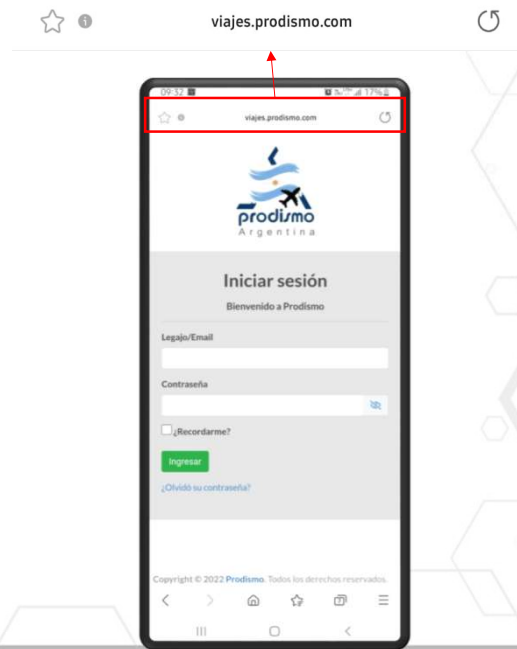 viajes.prodismo.com
09:32 17%
viajes.prodismo.com
prodismo
Argentina
Iniciar sesión
Bienvenido a Prodismo
Legajo/Email
Contraseña
¿Recordarme?
Ingresar
¿Olvidó su contraseña?
Copyright © 2022 Prodismo. Todos los derechos reservados.